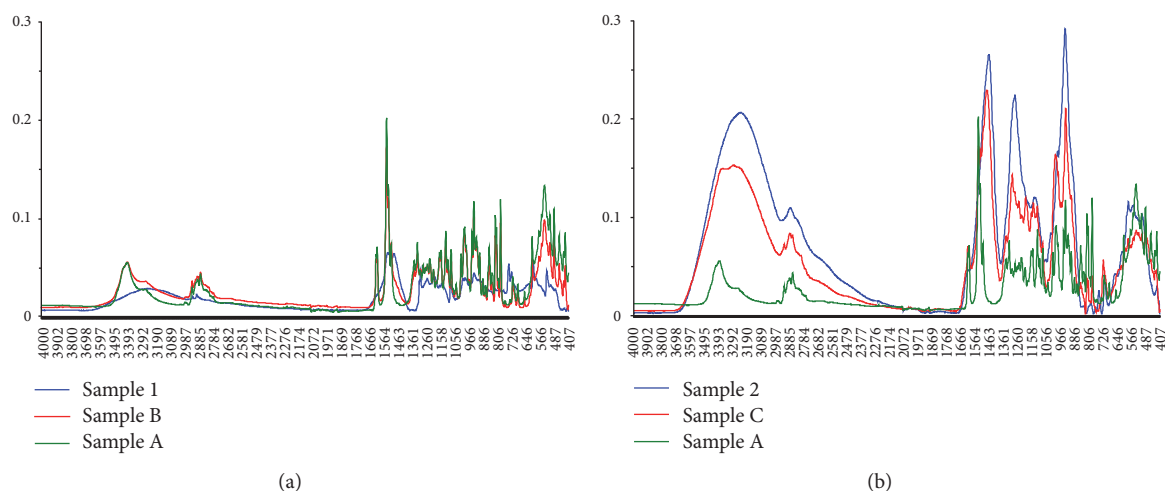 0.3
0.2
0.1
0
4000 3902 3902 3597 3495 3393 3292 3190 3089 2987 2885 2784 2682 2581 2479 2377 2276 2174 2072 1971 1869 1768 1666 1564 1463 1361 1260 1158 1056 966 886 808 726 646 566 487 407
Sample 1
Sample B
Sample A
(a)
0.3
0.2
0.1
0
4000 3902 3698 3597 3495 3393 3292 3190 3089 2987 2885 2784 2682 2581 2479 2377 2276 2174 2072 1971 1869 1768 1666 1564 1463 1361 1260 1158 1056 966 886 806 726 646 566 487 407
Sample 2
Sample C
Sample A
(b)